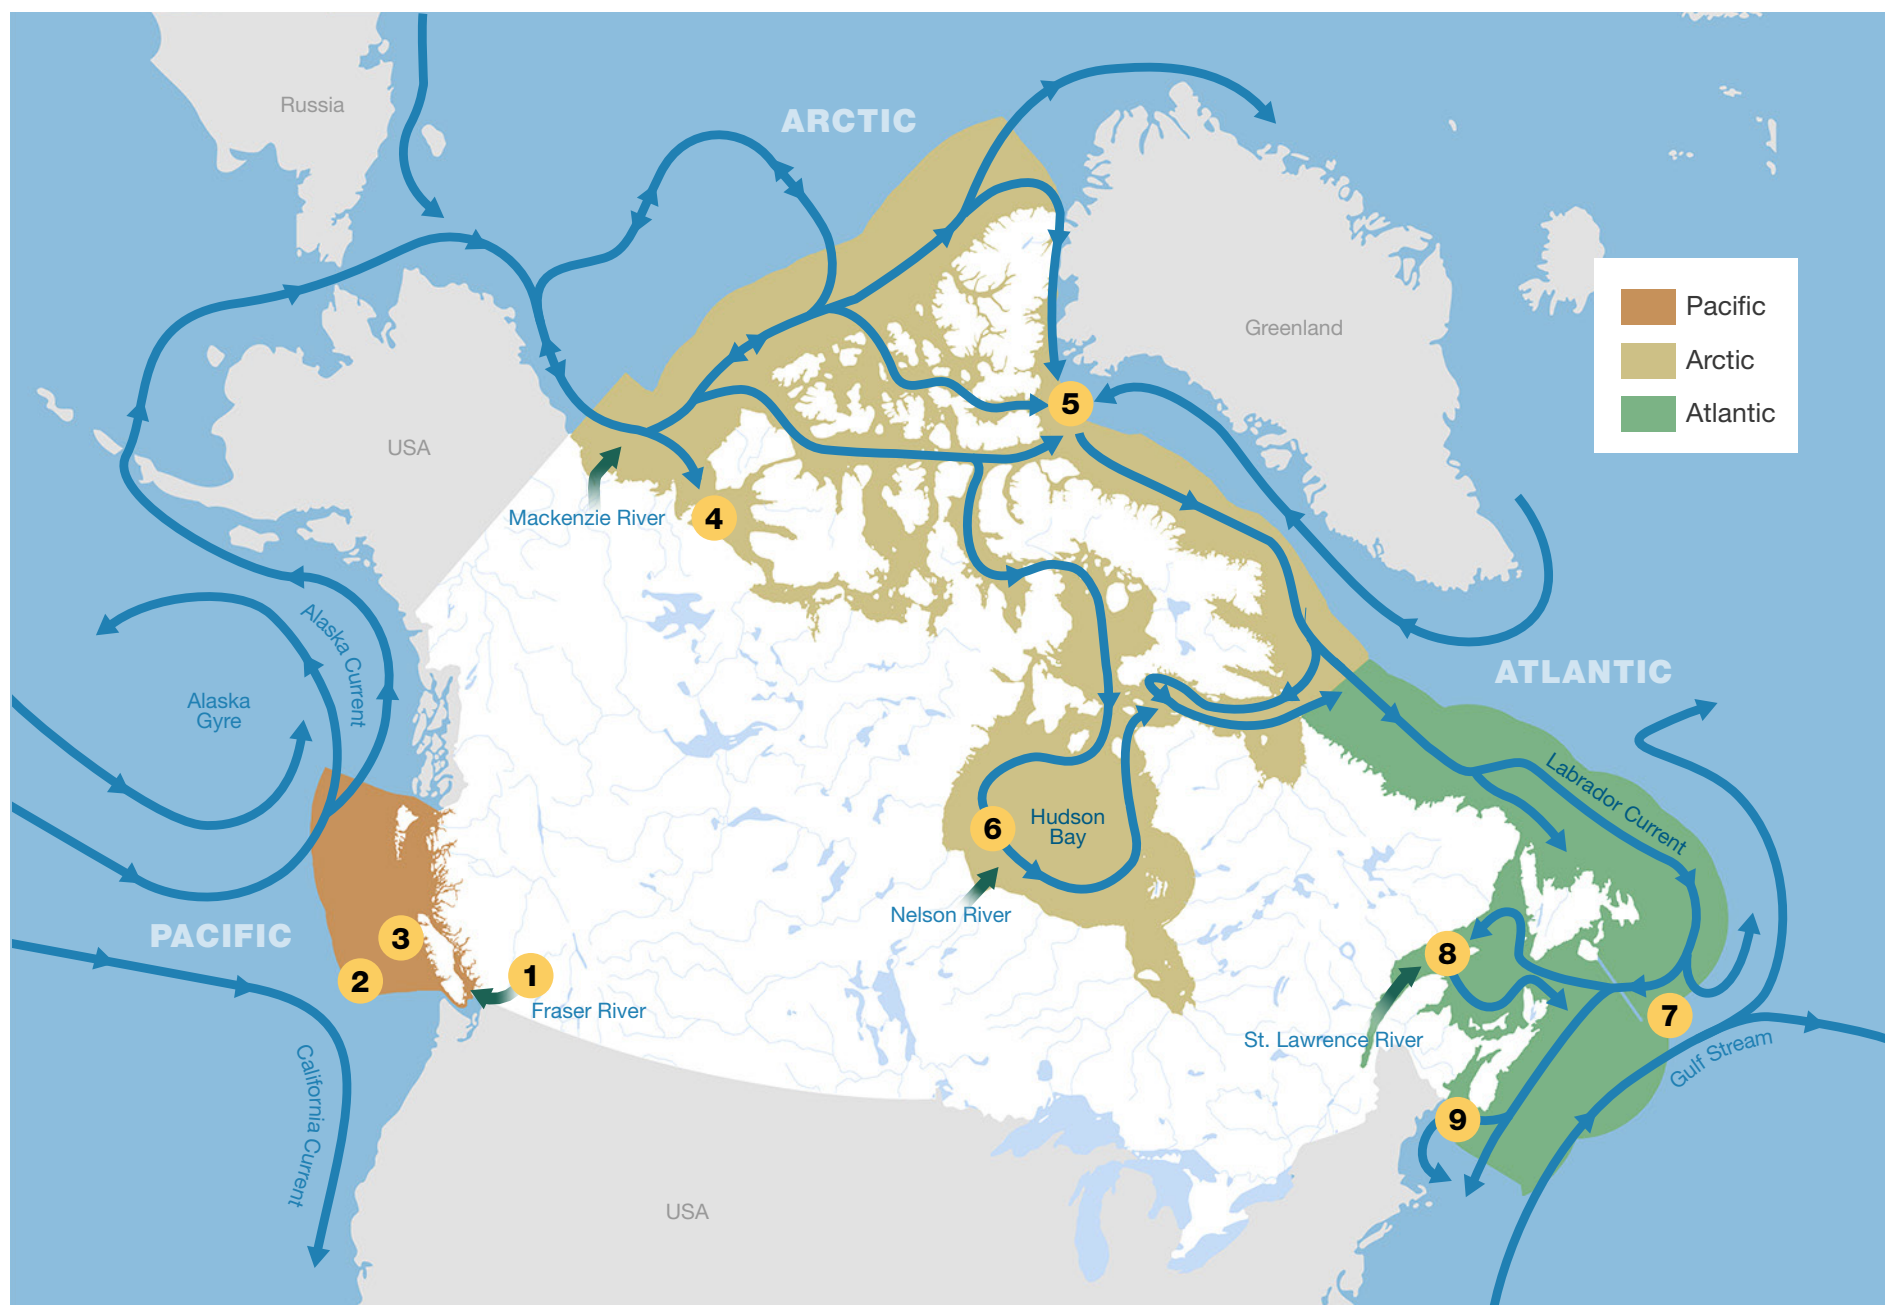 Russia
ARCTIC
Greenland
Pacific
Arctic
Atlantic
USA
5
Mackenzie River
4
Alaska Current
Alaska
Gyre
ATLANTIC
Labrador Current
Hudson
Bay
6
Nelson River
PACIFIC
3
2
1
Fraser River
8
7
St. Lawrence River
Gulf Stream
California Current
9
USA